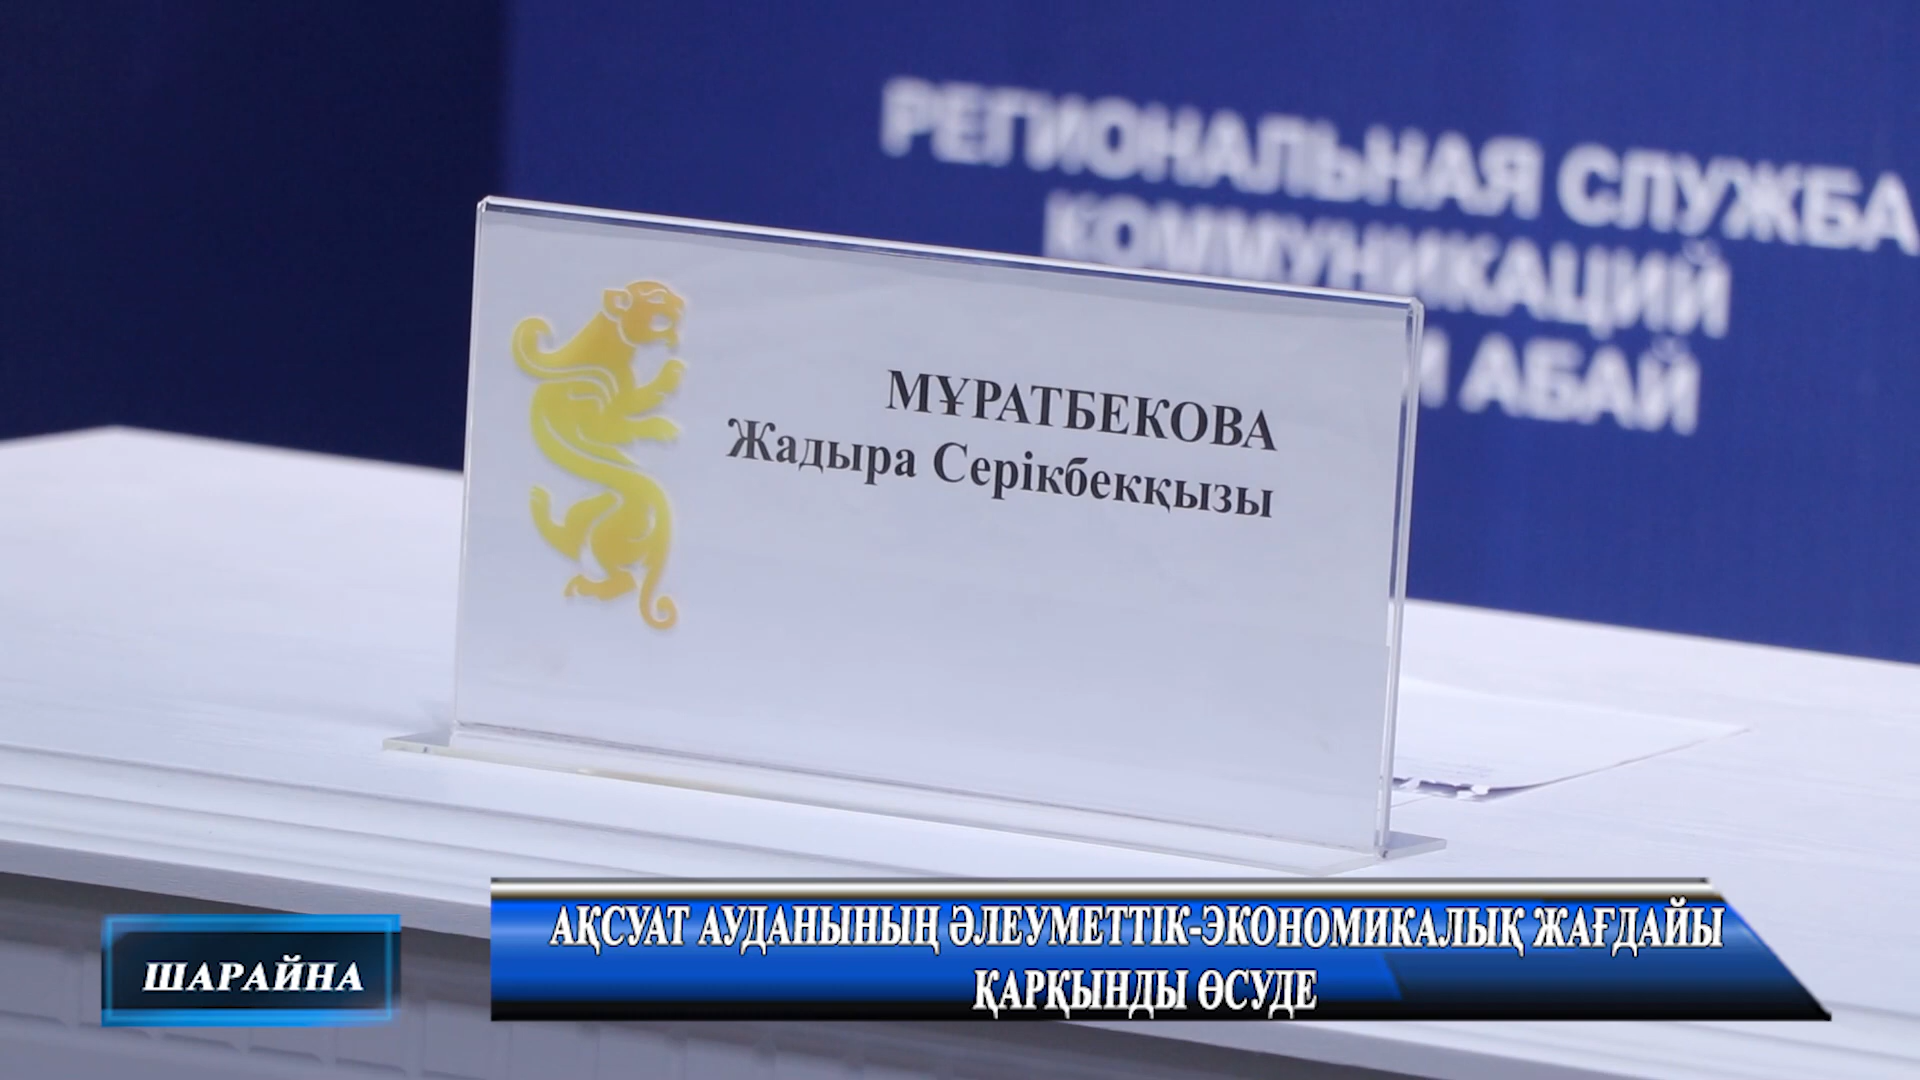 РЕГИОНАЛЬНАЯ СЛУЖБА
КОММУНИКАЦИЙ
АБАЙ
МҰРАТБЕКОВА
Жадыра Серікбекқызы
ШАРАЙНА
АҚСУАТ АУДАНЫНЫҢ ӘЛЕУМЕТТІК-ЭКОНОМИКАЛЫҚ ЖАҒДАЙЫ
ҚАРҚЫНДЫ ӨСУДЕ